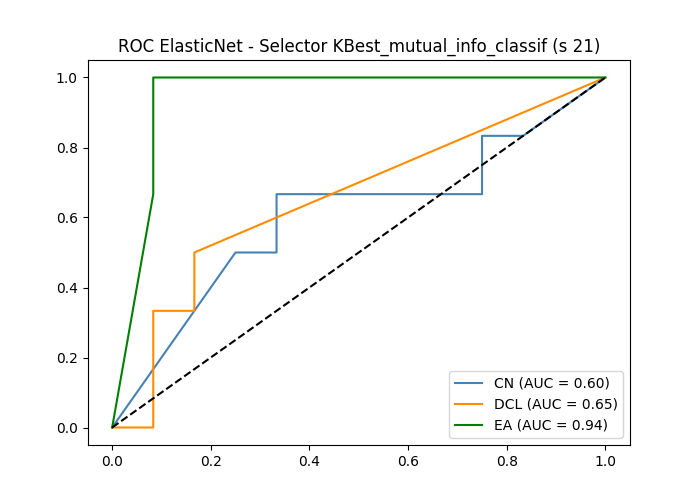 ROC ElasticNet - Selector KBest_mutual_info_classif (s 21)
1.0
0.8
0.6
0.4
0.2
0.0
0.0 0.2 0.4 0.6 0.8 1.0
CN (AUC = 0.60)
DCL (AUC = 0.65)
EA (AUC = 0.94)